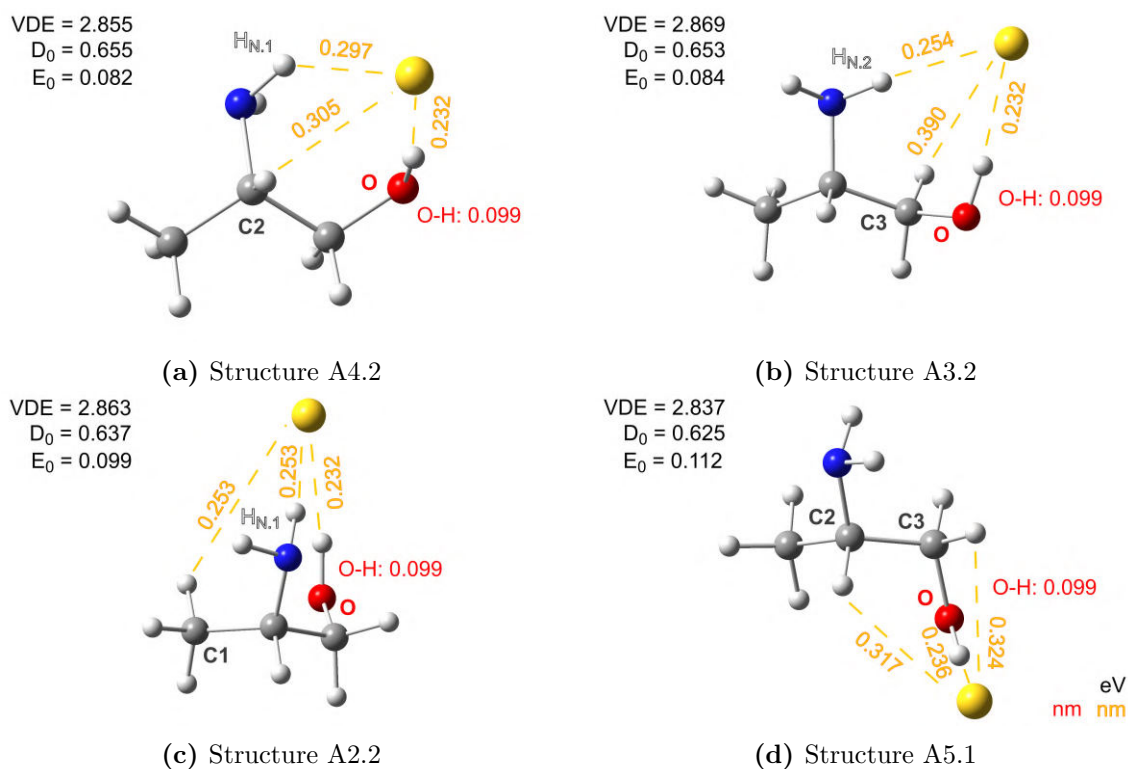 VDE = 2.855
D₀ = 0.655
E₀ = 0.082
H_N.1
0.297
0.305
0.232
O
O-H: 0.099
C2
(a) Structure A4.2
VDE = 2.869
D₀ = 0.653
E₀ = 0.084
H_N.2
0.254
0.390
0.232
C3
O
O-H: 0.099
(b) Structure A3.2
VDE = 2.863
D₀ = 0.637
E₀ = 0.099
0.253
0.253
0.232
H_N.1
O-H: 0.099
O
C1
(c) Structure A2.2
VDE = 2.837
D₀ = 0.625
E₀ = 0.112
C2
C3
O
O-H: 0.099
0.317
0.236
0.324
eV
nm nm
(d) Structure A5.1